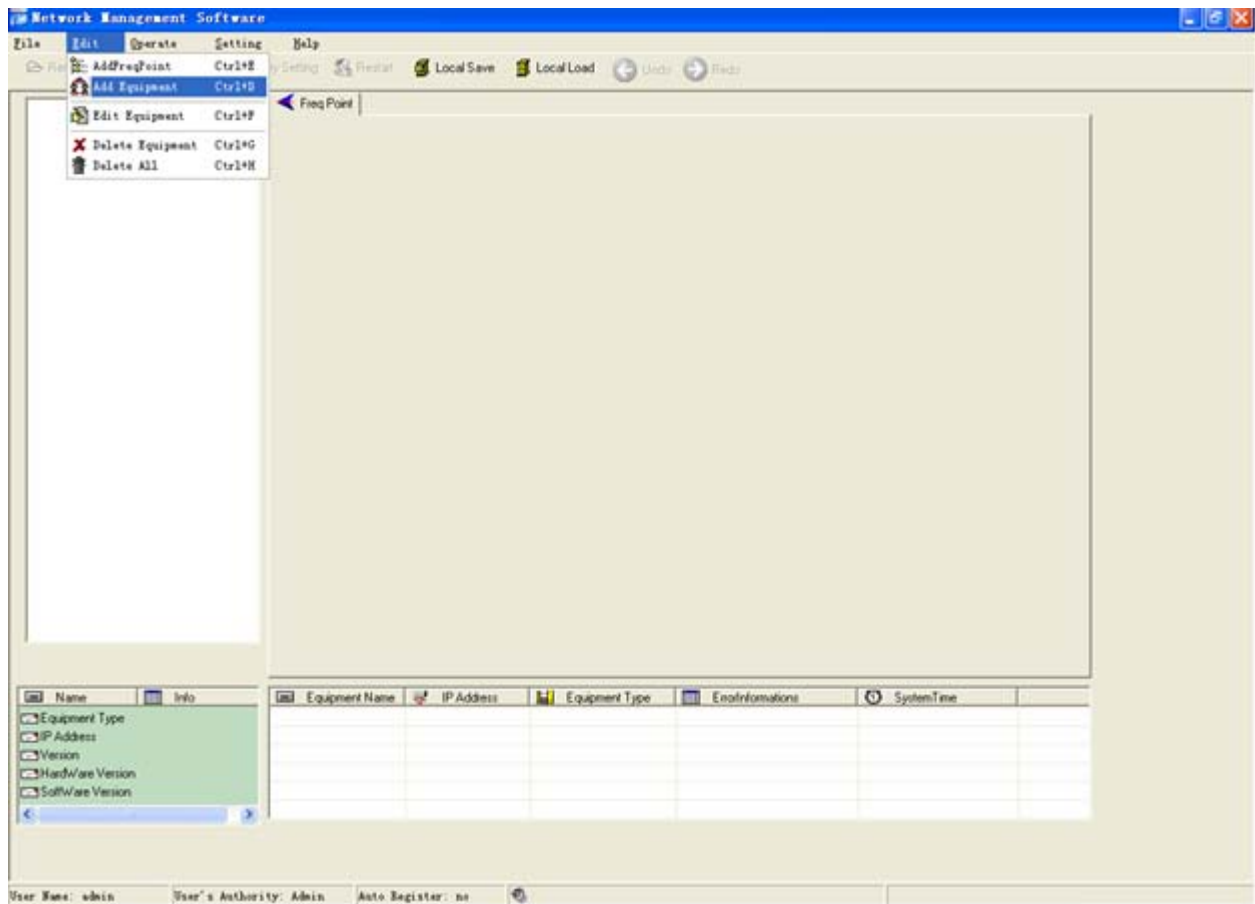 Network Management Software
File Edit Operate Setting Help
Setting Restart Local Save Local Load Undo Redo
AddFreqPoint Ctrl+E
Add Equipment Ctrl+D
Edit Equipment Ctrl+F
Delete Equipment Ctrl+G
Delete All Ctrl+H
Freq Point
Name Info
Equipment Type
IP Address
Version
HardWare Version
SoftWare Version
Equipment Name IP Address Equipment Type ErrorInformations SystemTime
User Name: admin User's Authority: Admin Auto Register: no